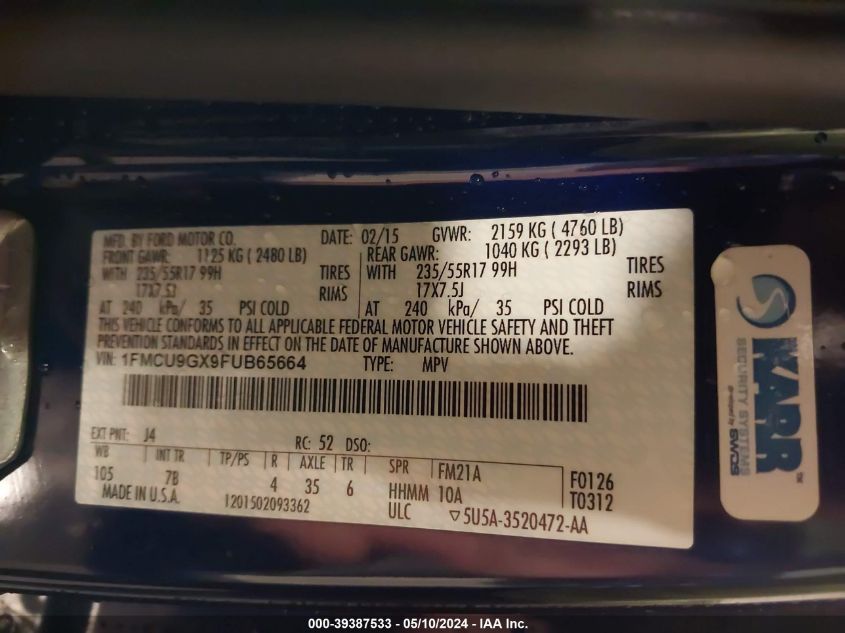 MFD. BY FORD MOTOR CO. DATE: 02/15 GVWR: 2159 KG ( 4760 LB)
FRONT GAWR: 1125 KG ( 2480 LB) REAR GAWR: 1040 KG ( 2293 LB)
WITH 235/55R17 99H TIRES WITH 235/55R17 99H TIRES
17X7.5J RIMS 17X7.5J RIMS
AT 240 kPa/ 35 PSI COLD AT 240 kPa/ 35 PSI COLD
THIS VEHICLE CONFORMS TO ALL APPLICABLE FEDERAL MOTOR VEHICLE SAFETY AND THEFT
PREVENTION STANDARDS IN EFFECT ON THE DATE OF MANUFACTURE SHOWN ABOVE.
VIN: 1FMCU9GX9FUB65664 TYPE: MPV
EXT PNT: J4 RC: 52 DSO:
WB INT TR TP/PS R AXLE TR SPR FM21A F0126
105 7B 4 35 6 HHMM 10A T0312
MADE IN U.S.A. 1201502093362 ULC ▽5U5A-3520472-AA
KARR
SECURITY SYSTEMS
developed by SWDS
TM
000-39387533 - 05/10/2024 - IAA Inc.